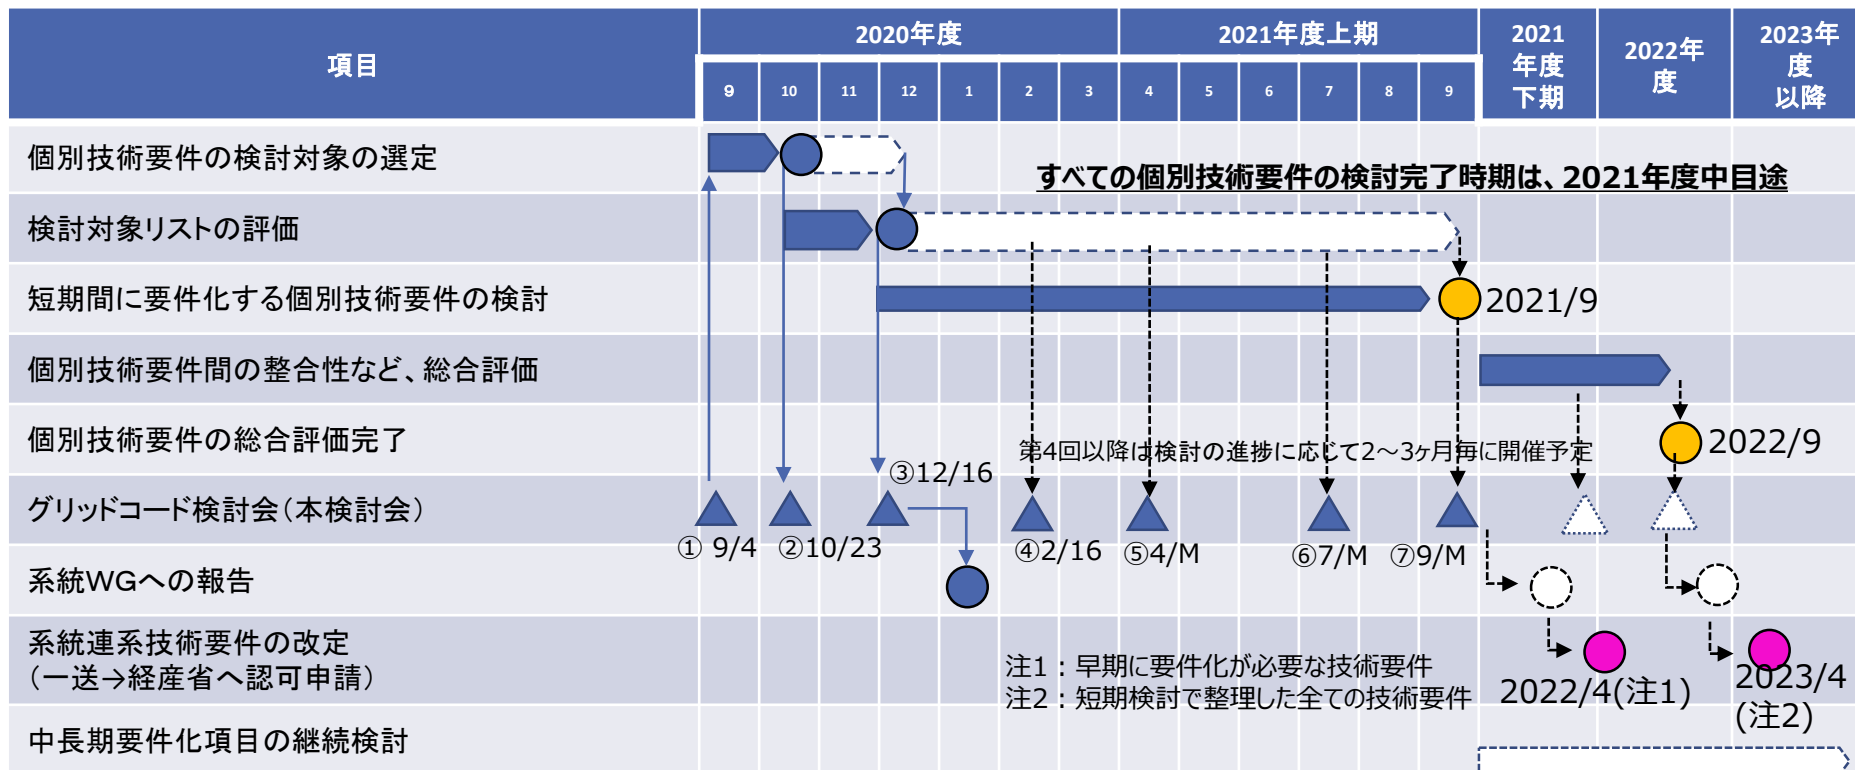 項目
2020年度
2021年度上期
2021
年度
下期
2022年
度
2023年
度
以降
9 10 11 12 1 2 3 4 5 6 7 8 9
個別技術要件の検討対象の選定
すべての個別技術要件の検討完了時期は、2021年度中目途
検討対象リストの評価
短期間に要件化する個別技術要件の検討
2021/9
個別技術要件間の整合性など、総合評価
個別技術要件の総合評価完了
第4回以降は検討の進捗に応じて2～3ヶ月毎に開催予定
2022/9
③12/16
グリッドコード検討会（本検討会）
① 9/4
②10/23
④2/16
⑤4/M
⑥7/M
⑦9/M
系統WGへの報告
系統連系技術要件の改定
（一送→経産省へ認可申請）
注1：早期に要件化が必要な技術要件
注2：短期検討で整理した全ての技術要件
2022/4(注1)
2023/4
(注2)
中長期要件化項目の継続検討